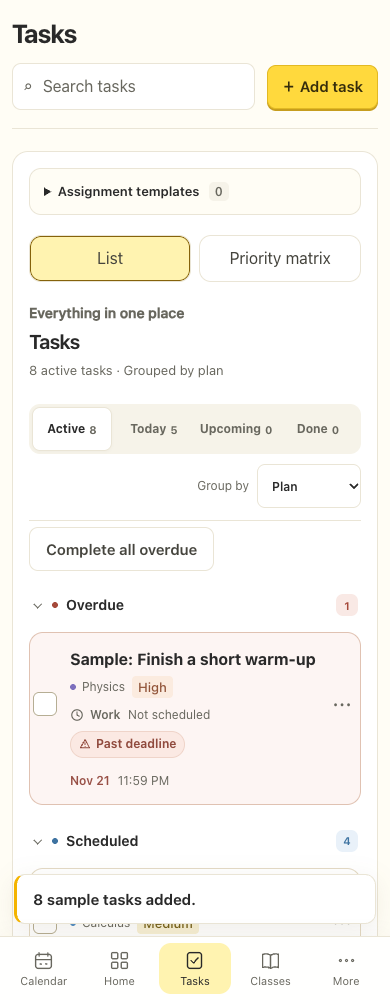 Tasks
Search tasks
+ Add task
Assignment templates 0
List
Priority matrix
Everything in one place
Tasks
8 active tasks · Grouped by plan
Active 8
Today 5
Upcoming 0
Done 0
Group by
Plan
Complete all overdue
Overdue
1
Sample: Finish a short warm-up
Physics High
Work Not scheduled
Past deadline
Nov 21 11:59 PM
Scheduled
4
8 sample tasks added.
Calculus Medium
Calendar
Home
Tasks
Classes
More